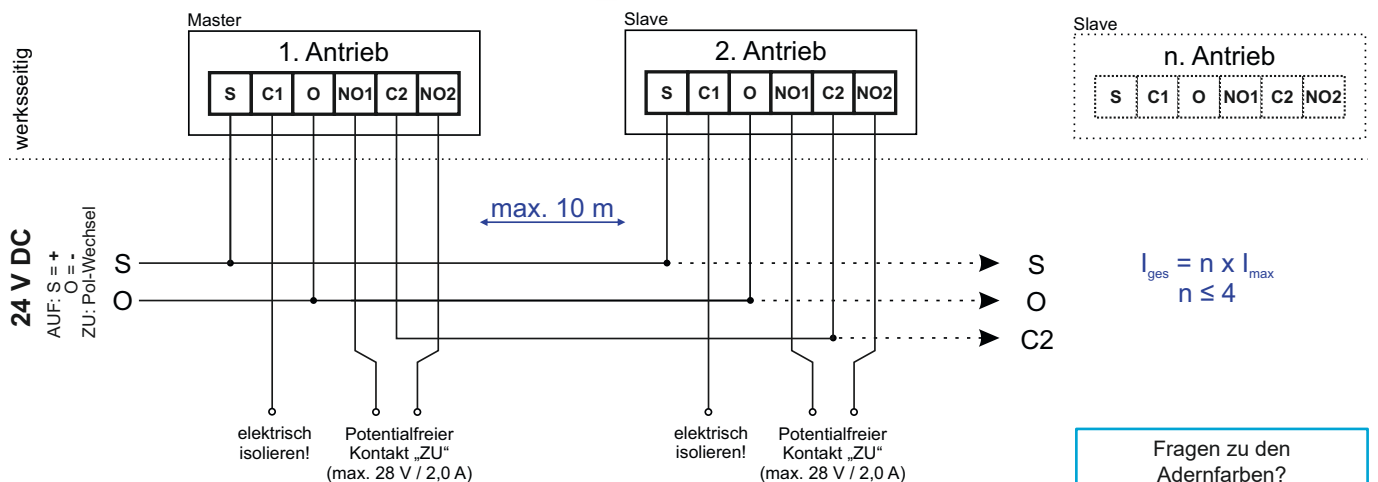 Master
1. Antrieb
S C1 O NO1 C2 NO2
Slave
2. Antrieb
S C1 O NO1 C2 NO2
Slave
n. Antrieb
S C1 O NO1 C2 NO2
werksseitig
24 V DC
AUF: S = +
O = -
ZU: Pol-Wechsel
S
O
max. 10 m
S
O
C2
Iges = n x Imax
n ≤ 4
elektrisch
isolieren!
Potentialfreier
Kontakt „ZU“
(max. 28 V / 2,0 A)
elektrisch
isolieren!
Potentialfreier
Kontakt „ZU“
(max. 28 V / 2,0 A)
Fragen zu den
Adernfarben?